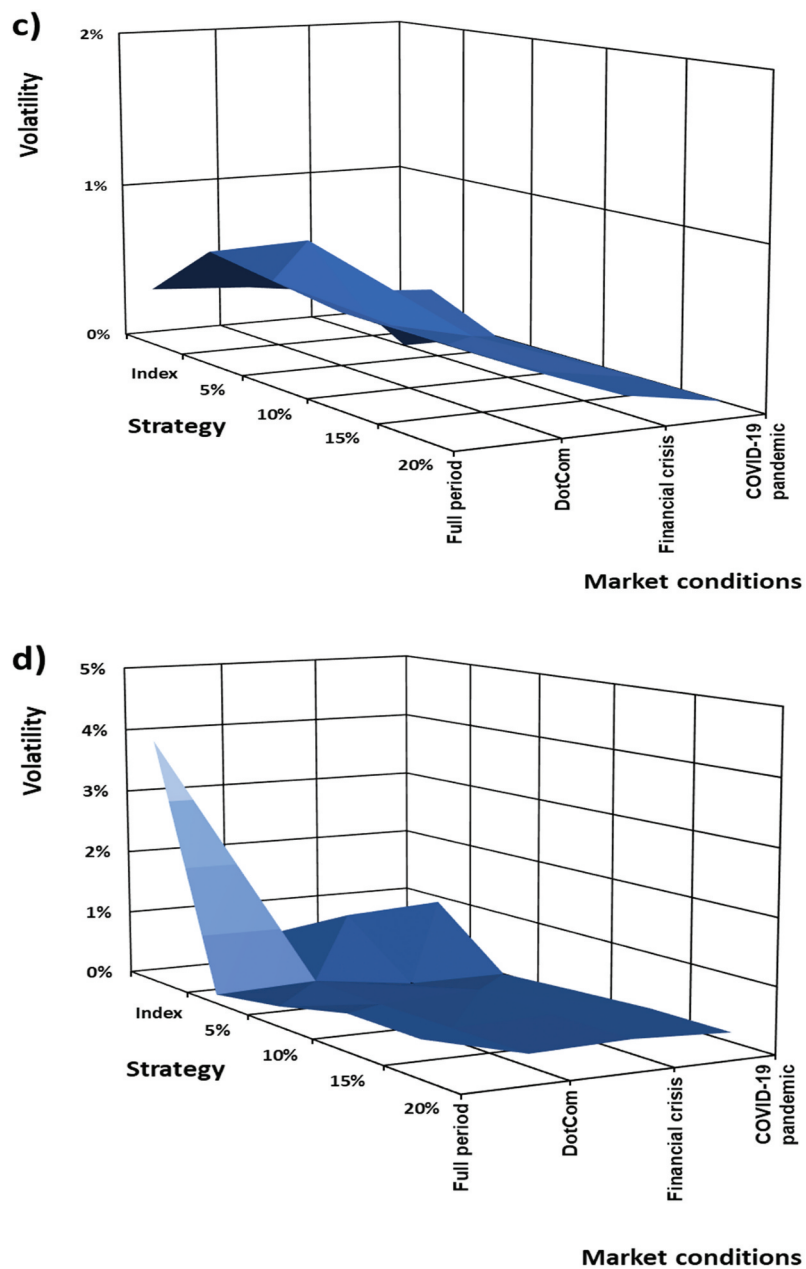 c)
2%
Volatility
1%
0%
Index
5%
Strategy
10%
15%
20%
Full period
DotCom
Financial crisis
COVID-19
pandemic
Market conditions
d)
5%
4%
Volatility
3%
2%
1%
0%
Index
5%
Strategy
10%
15%
20%
Full period
DotCom
Financial crisis
COVID-19
pandemic
Market conditions